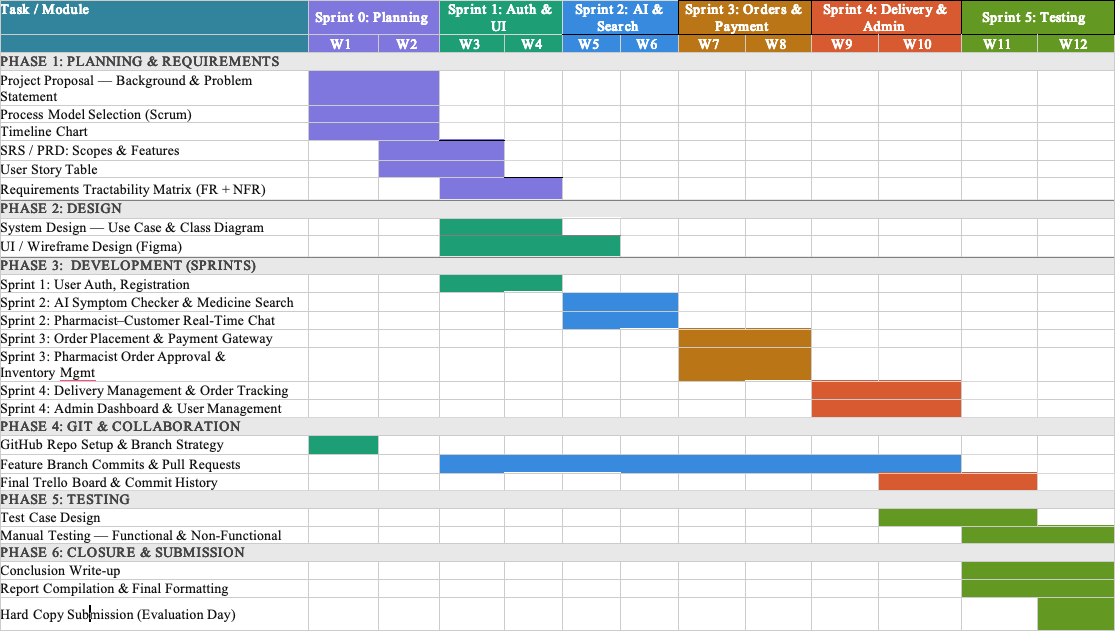 Task / Module
Sprint 0: Planning
Sprint 1: Auth &
UI
Sprint 2: AI &
Search
Sprint 3: Orders &
Payment
Sprint 4: Delivery &
Admin
Sprint 5: Testing
W1 W2 W3 W4 W5 W6 W7 W8 W9 W10 W11 W12
PHASE 1: PLANNING & REQUIREMENTS
Project Proposal — Background & Problem
Statement
Process Model Selection (Scrum)
Timeline Chart
SRS / PRD: Scopes & Features
User Story Table
Requirements Tractability Matrix (FR + NFR)
PHASE 2: DESIGN
System Design — Use Case & Class Diagram
UI / Wireframe Design (Figma)
PHASE 3: DEVELOPMENT (SPRINTS)
Sprint 1: User Auth, Registration
Sprint 2: AI Symptom Checker & Medicine Search
Sprint 2: Pharmacist–Customer Real-Time Chat
Sprint 3: Order Placement & Payment Gateway
Sprint 3: Pharmacist Order Approval &
Inventory Mgmt
Sprint 4: Delivery Management & Order Tracking
Sprint 4: Admin Dashboard & User Management
PHASE 4: GIT & COLLABORATION
GitHub Repo Setup & Branch Strategy
Feature Branch Commits & Pull Requests
Final Trello Board & Commit History
PHASE 5: TESTING
Test Case Design
Manual Testing — Functional & Non-Functional
PHASE 6: CLOSURE & SUBMISSION
Conclusion Write-up
Report Compilation & Final Formatting
Hard Copy Submission (Evaluation Day)